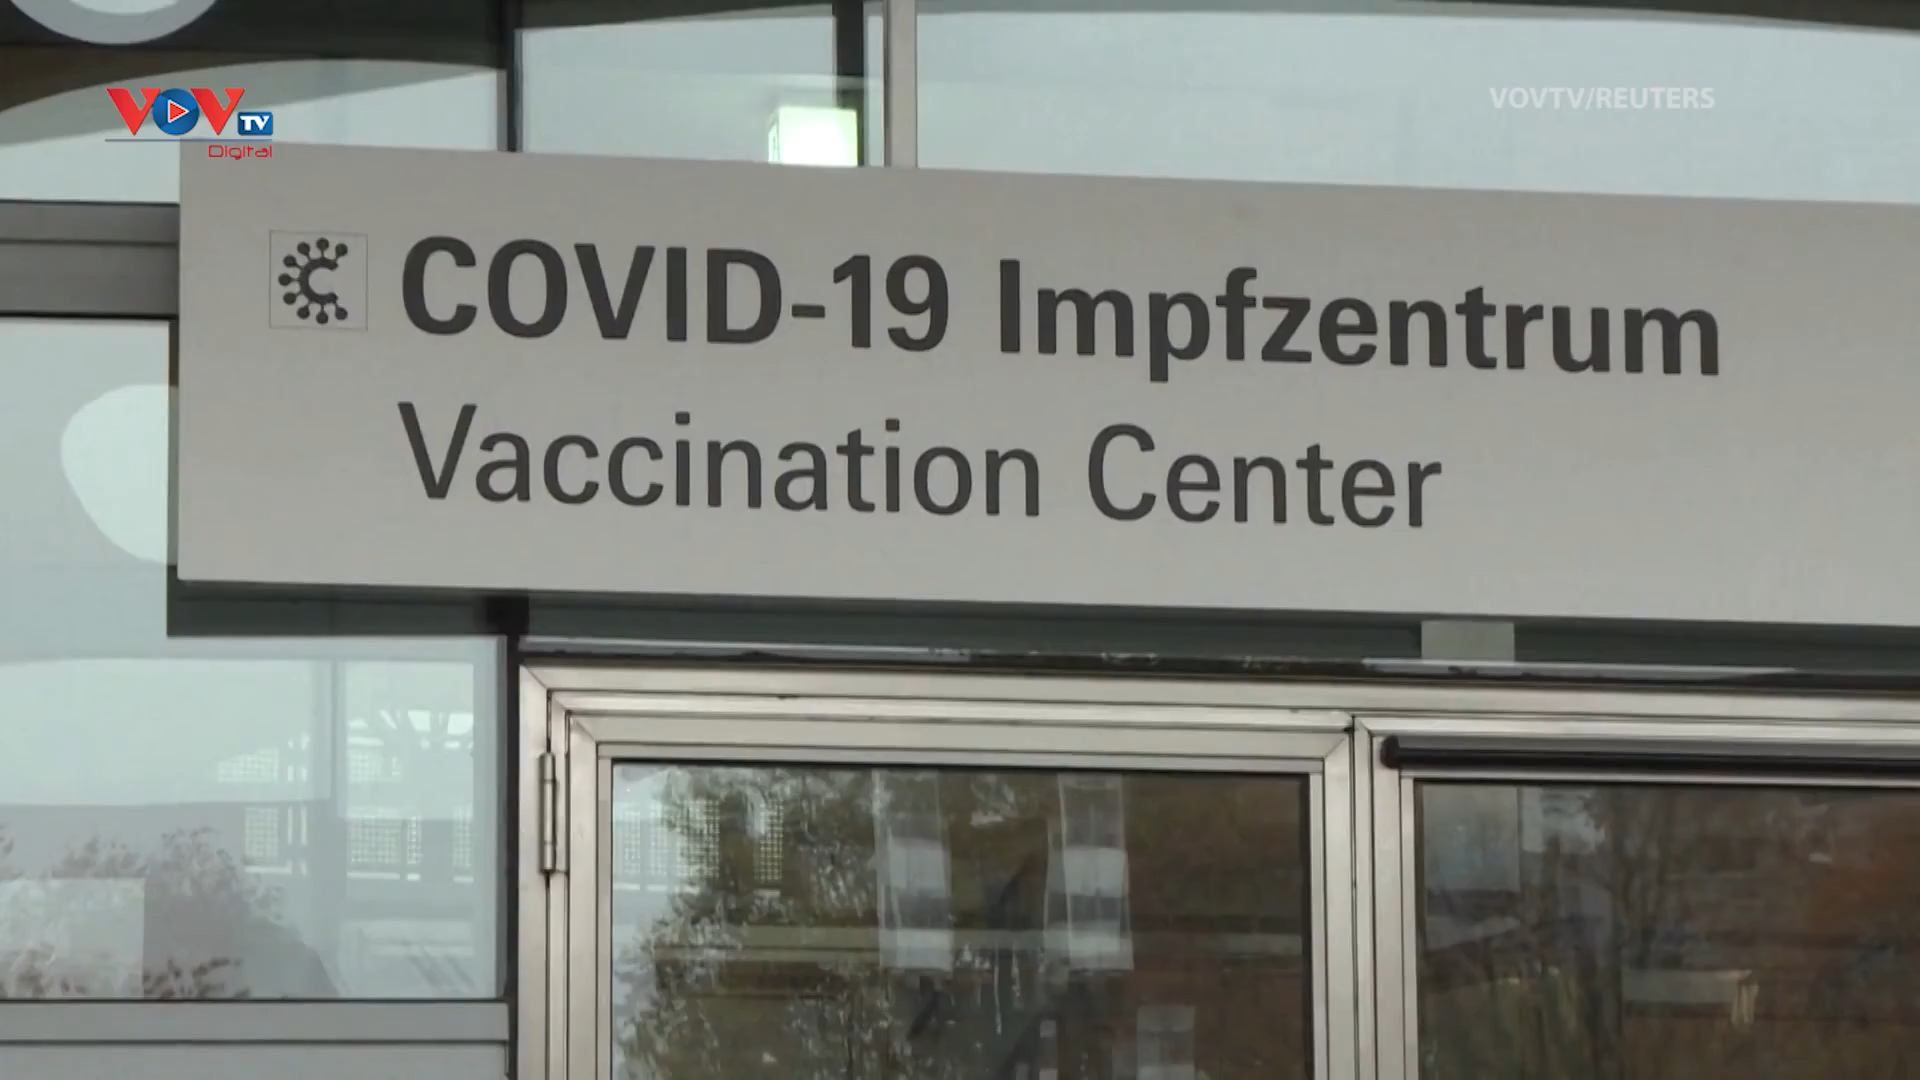 VOV TV
Digital
VOVTV/REUTERS
COVID-19 Impfzentrum
Vaccination Center